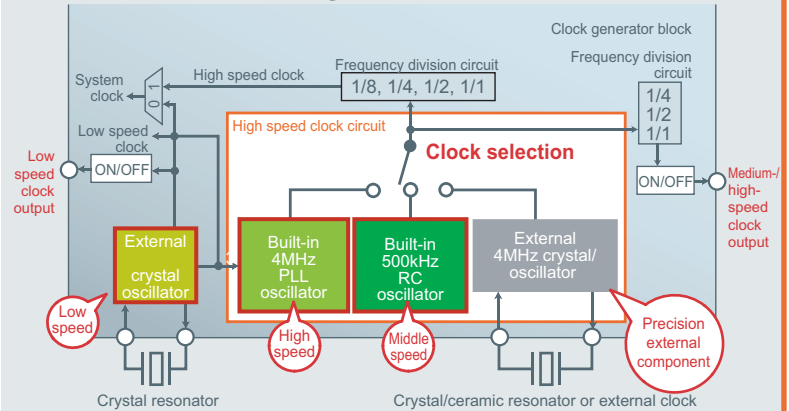 Clock generator block
Frequency division circuit
Frequency division
circuit
System
clock
0 1
High speed clock
1/8, 1/4, 1/2, 1/1
1/4
1/2
1/1
Low speed
clock
High speed clock circuit
Clock selection
Low
speed
clock
output
ON/OFF
ON/OFF
Medium-/
high-
speed
clock
output
External
crystal
oscillator
Built-in
4MHz
PLL
oscillator
Built-in
500kHz
RC
oscillator
External
4MHz crystal/
oscillator
Low
speed
High
speed
Middle
speed
Precision
external
component
Crystal resonator
Crystal/ceramic resonator or external clock